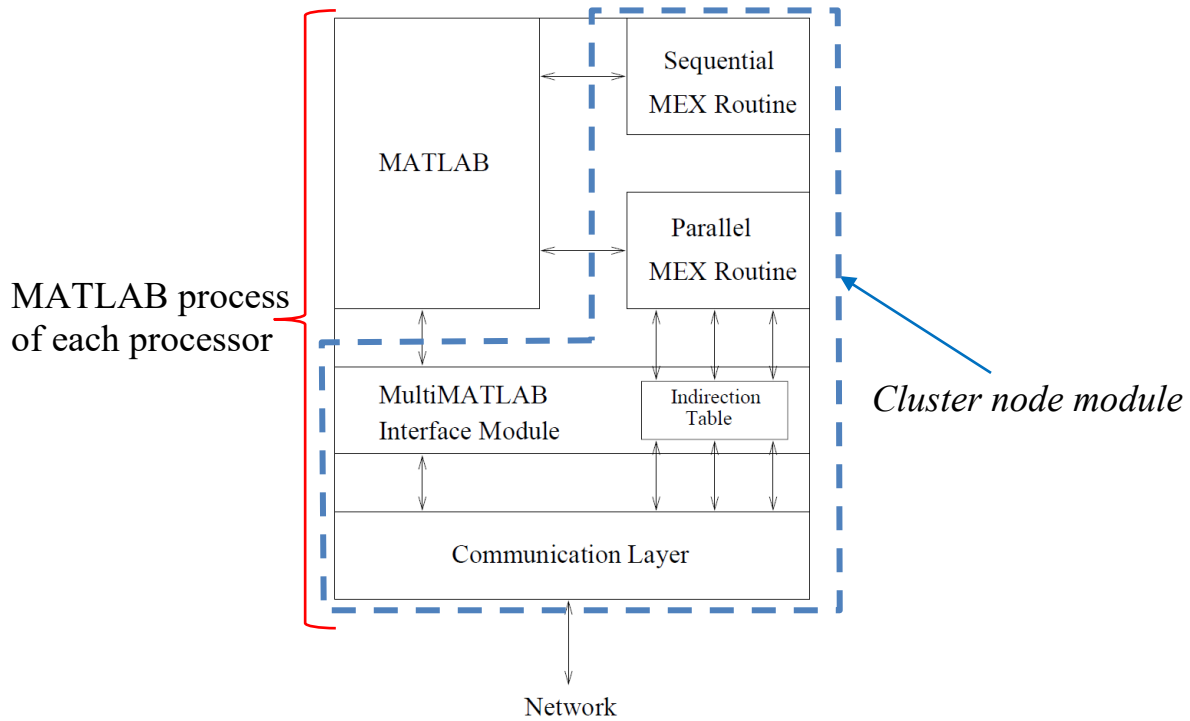 Sequential
MEX Routine
MATLAB
Parallel
MEX Routine
MATLAB process
of each processor
MultiMATLAB
Interface Module
Indirection
Table
Cluster node module
Communication Layer
Network